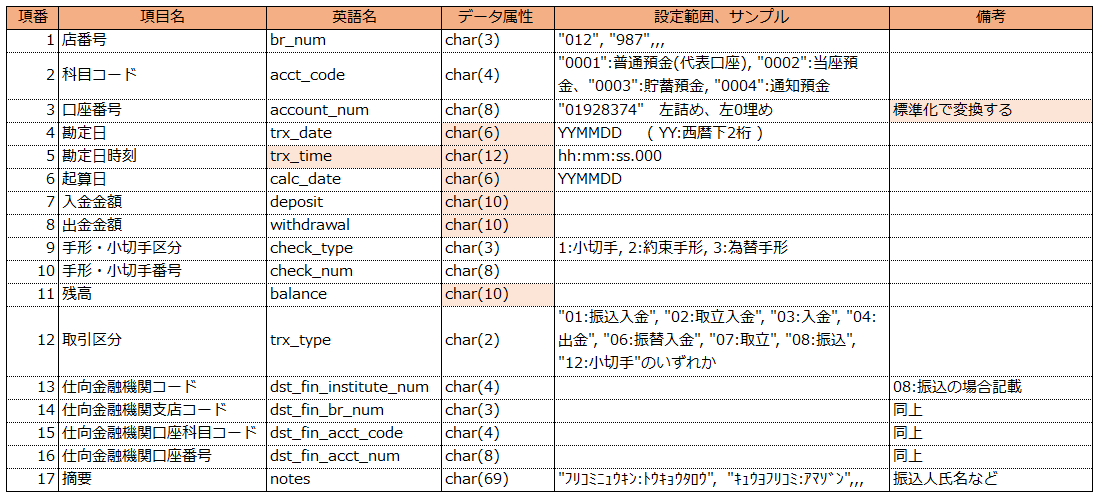 項番 項目名 英語名 データ属性 設定範囲、サンプル 備考
1 店番号 br_num char(3) "012", "987",,,
2 科目コード acct_code char(4) "0001":普通預金(代表口座), "0002":当座預
金、"0003":貯蓄預金, "0004":通知預金
3 口座番号 account_num char(8) "01928374" 左詰め、左0埋め 標準化で変換する
4 勘定日 trx_date char(6) YYMMDD ( YY:西暦下2桁 )
5 勘定日時刻 trx_time char(12) hh:mm:ss.000
6 起算日 calc_date char(6) YYMMDD
7 入金金額 deposit char(10)
8 出金金額 withdrawal char(10)
9 手形・小切手区分 check_type char(3) 1:小切手, 2:約束手形, 3:為替手形
10 手形・小切手番号 check_num char(8)
11 残高 balance char(10)
12 取引区分 trx_type char(2) "01:振込入金", "02:取立入金", "03:入金", "04:
出金", "06:振替入金", "07:取立", "08:振込",
"12:小切手"のいずれか
13 仕向金融機関コード dst_fin_institute_num char(4) 08:振込の場合記載
14 仕向金融機関支店コード dst_fin_br_num char(3) 同上
15 仕向金融機関口座科目コード dst_fin_acct_code char(4) 同上
16 仕向金融機関口座番号 dst_fin_acct_num char(8) 同上
17 摘要 notes char(69) "ﾌﾘｺﾐﾆｭｳｷﾝ:ﾄｳｷｮｳﾀﾛｳ", "ｷｭｳﾖﾌﾘｺﾐ:ｱﾏｿﾞﾝ",,, 振込人氏名など